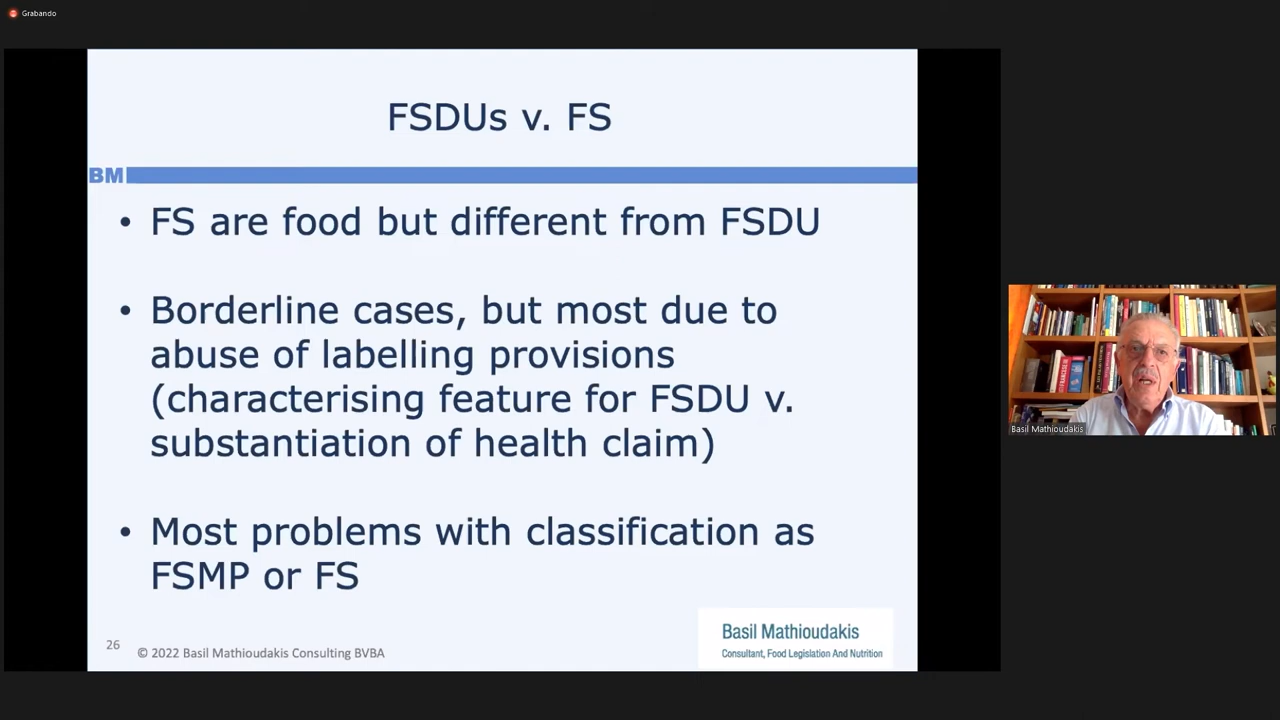 Grabando
FSDUs v. FS
BM
• FS are food but different from FSDU
• Borderline cases, but most due to
abuse of labelling provisions
(characterising feature for FSDU v.
substantiation of health claim)
• Most problems with classification as
FSMP or FS
26
© 2022 Basil Mathioudakis Consulting BVBA
Basil Mathioudakis
Consultant, Food Legislation And Nutrition
Basil Mathioudakis